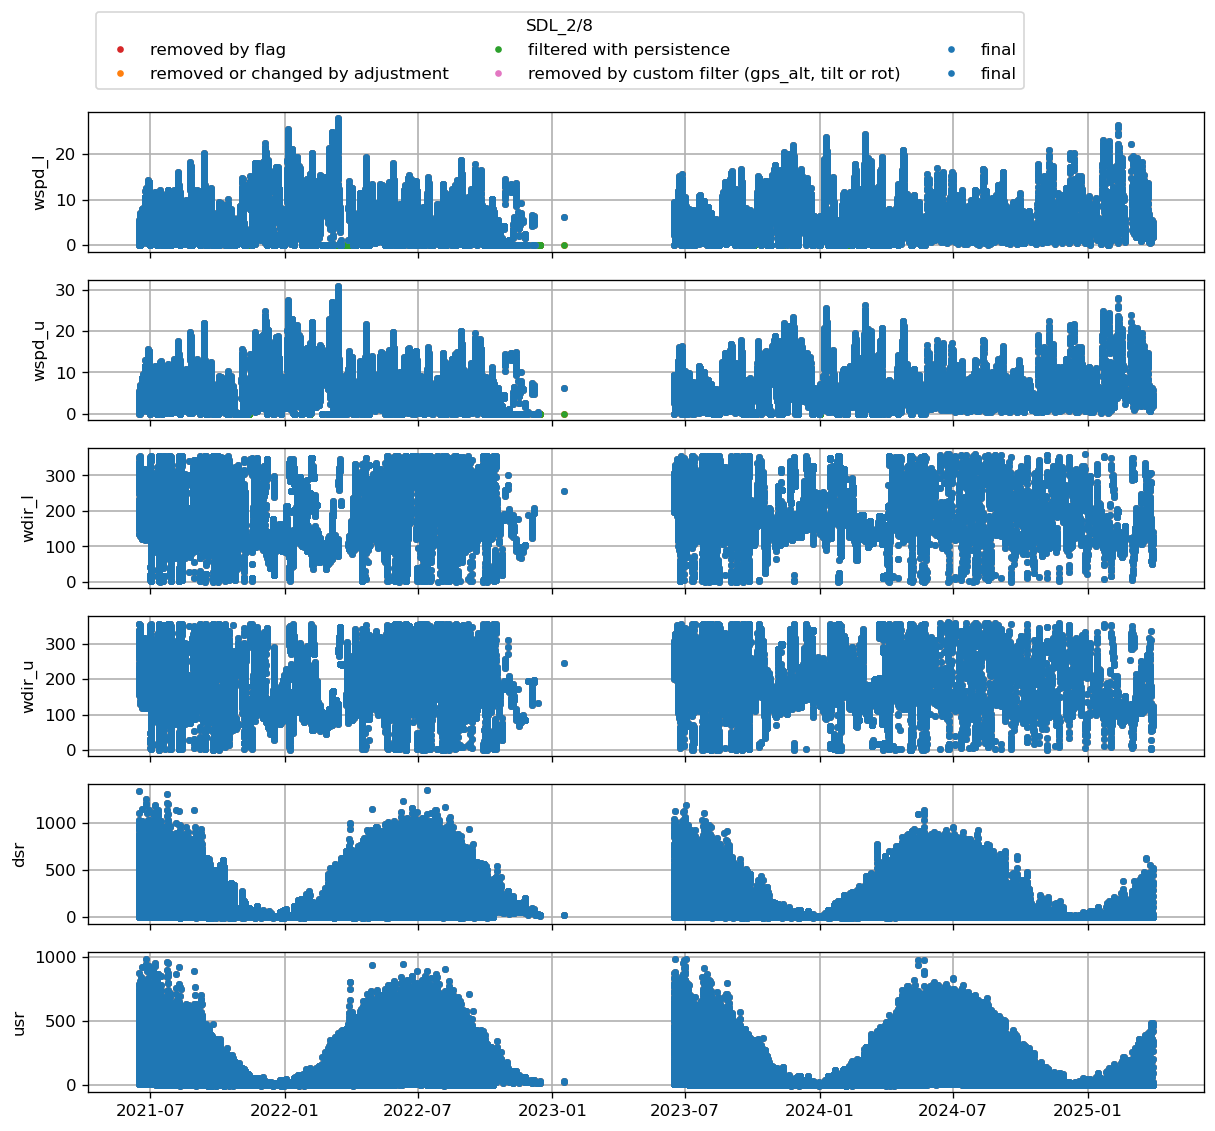 SDL_2/8
removed by flag
filtered with persistence
final
removed or changed by adjustment
removed by custom filter (gps_alt, tilt or rot)
final
20
10
0
wspd_l
30
20
10
0
wspd_u
300
200
100
0
wdir_l
300
200
100
0
wdir_u
1000
500
0
dsr
1000
500
0
usr
2021-07
2022-01
2022-07
2023-01
2023-07
2024-01
2024-07
2025-01